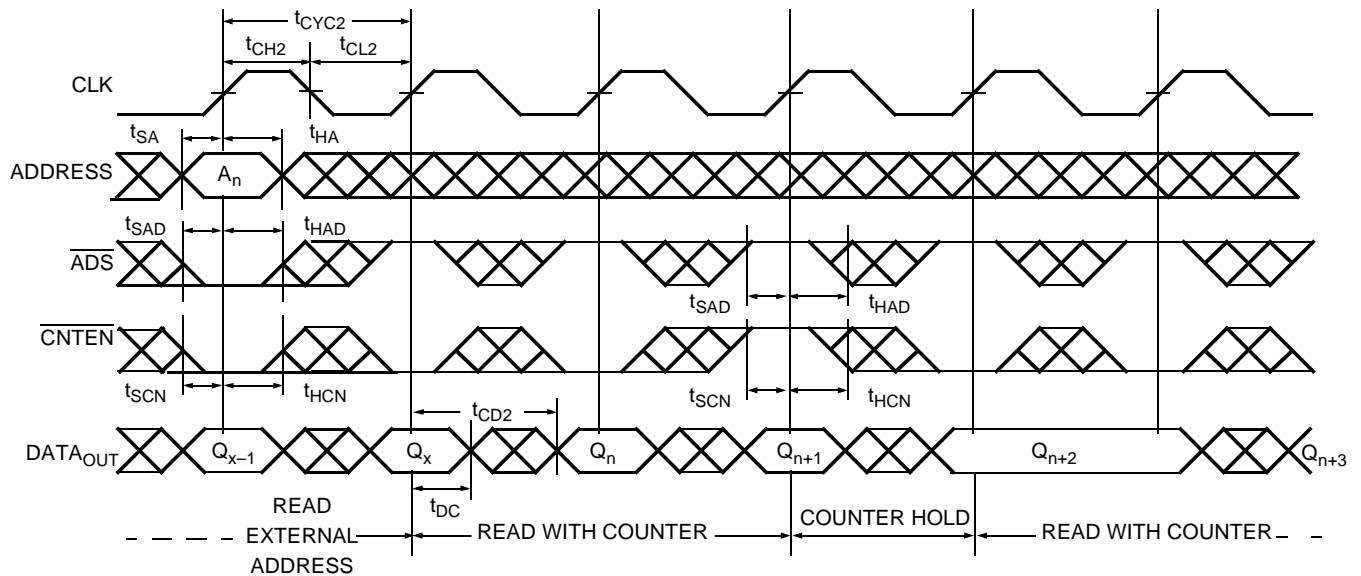 tCYC2
tCH2 tCL2
CLK
tSA tHA
ADDRESS An
tSAD tHAD
ADS
tSAD tHAD
CNTEN
tSCN tHCN tSCN tHCN
tCD2
DATAOUT Qx–1 Qx Qn Qn+1 Qn+2 Qn+3
tDC
READ EXTERNAL ADDRESS
READ WITH COUNTER
COUNTER HOLD
READ WITH COUNTER